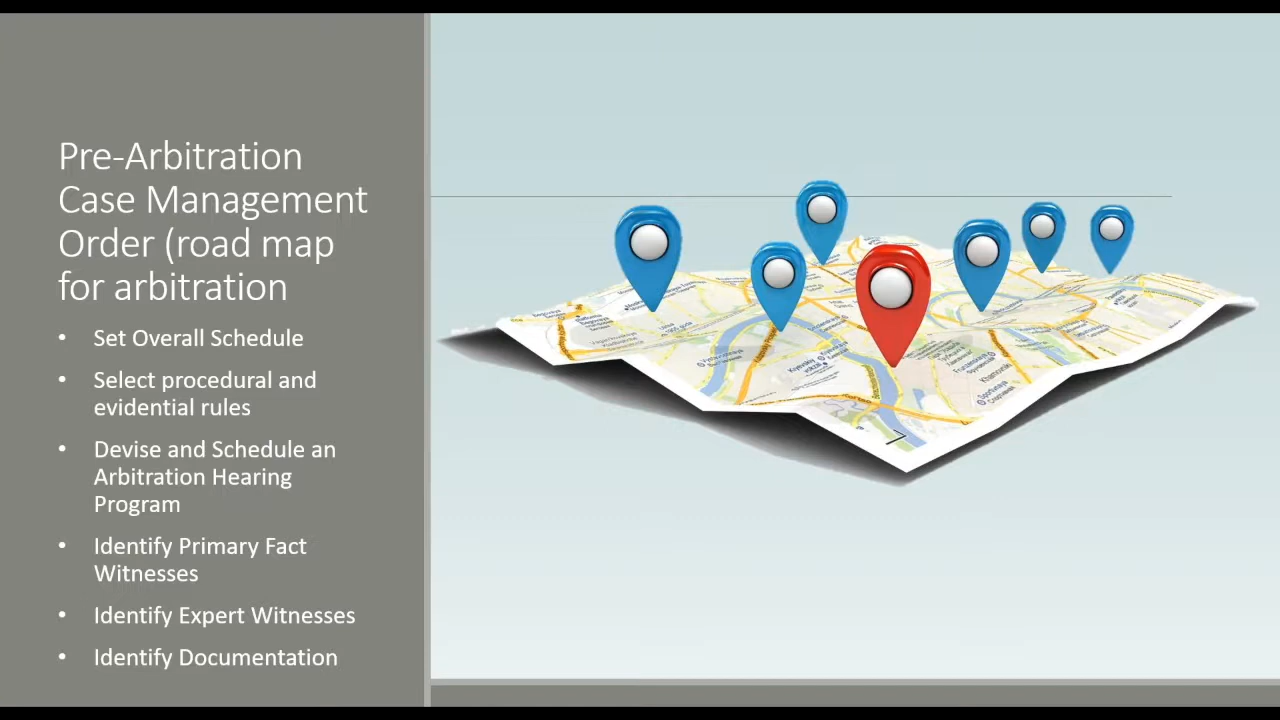 Pre-Arbitration
Case Management
Order (road map
for arbitration
• Set Overall Schedule
• Select procedural and
evidential rules
• Devise and Schedule an
Arbitration Hearing
Program
• Identify Primary Fact
Witnesses
• Identify Expert Witnesses
• Identify Documentation